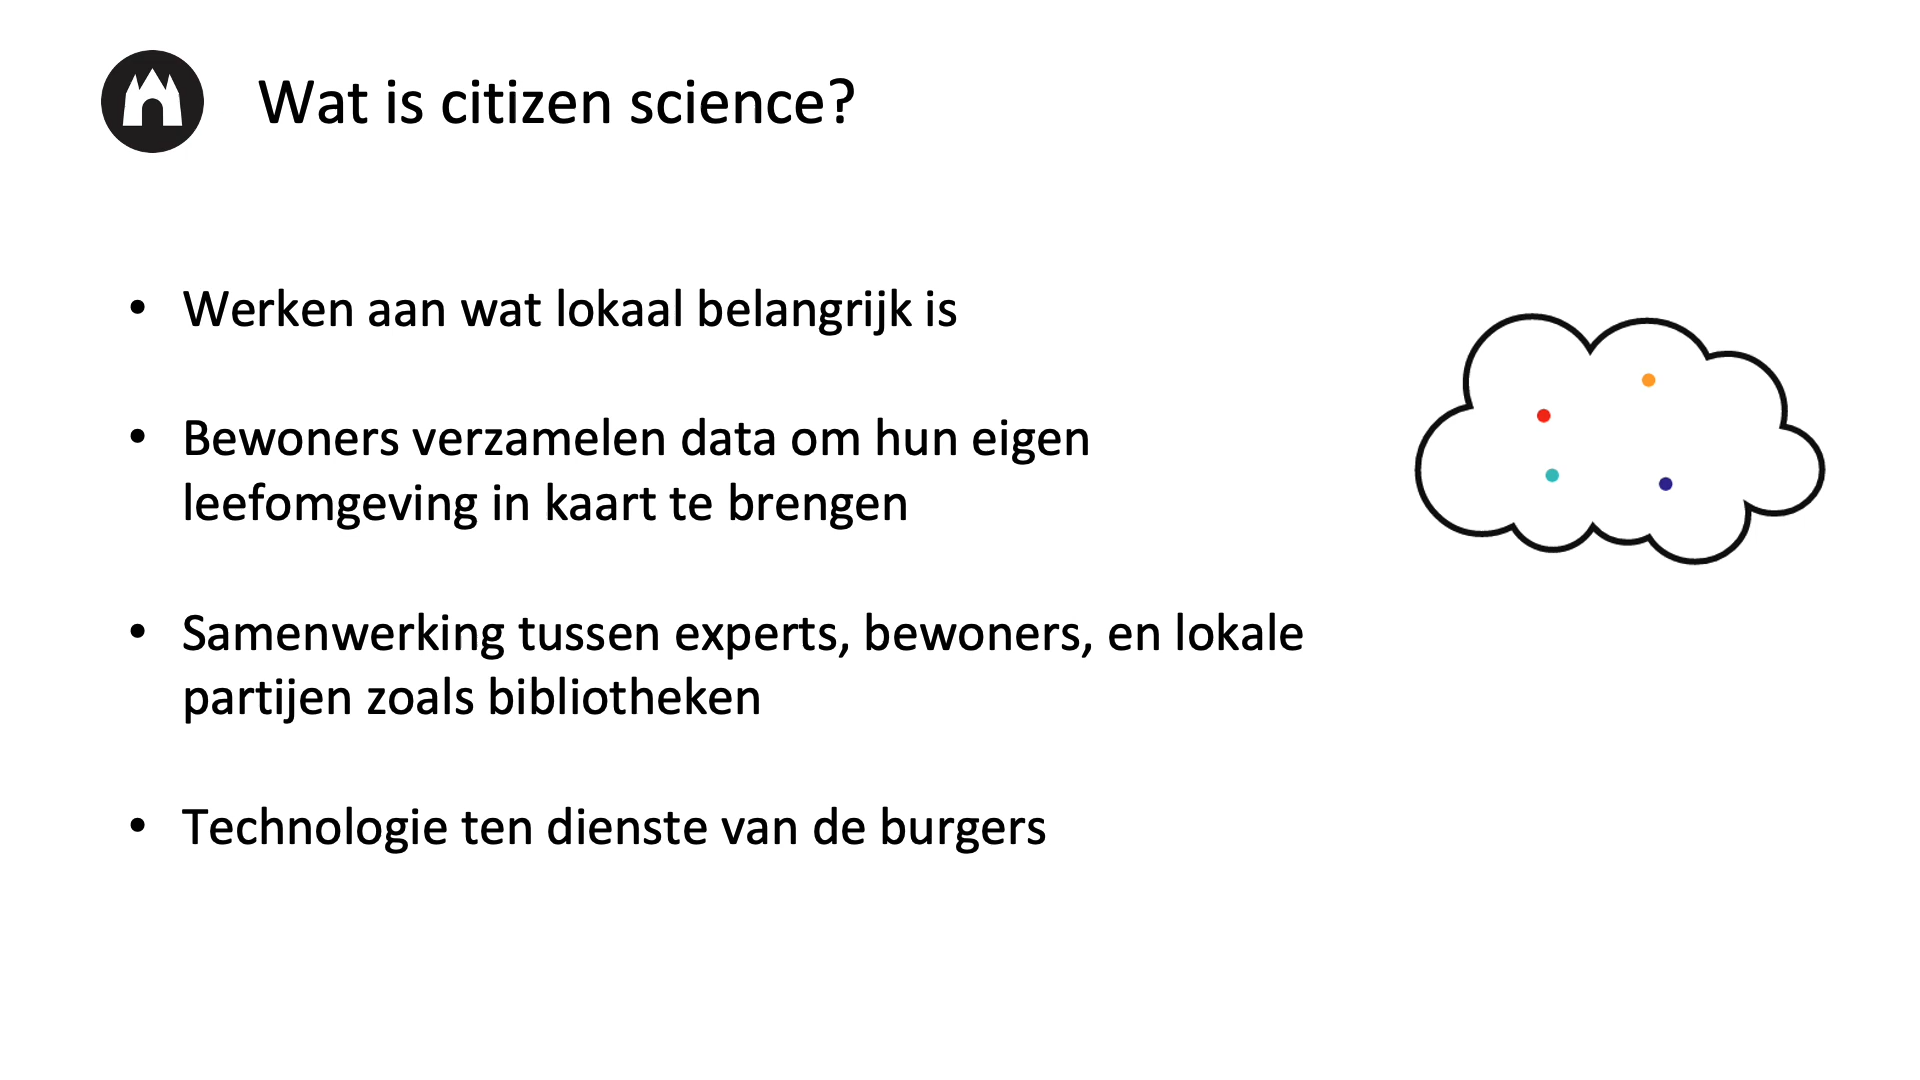 Wat is citizen science?
• Werken aan wat lokaal belangrijk is
• Bewoners verzamelen data om hun eigen
leefomgeving in kaart te brengen
• Samenwerking tussen experts, bewoners, en lokale
partijen zoals bibliotheken
• Technologie ten dienste van de burgers